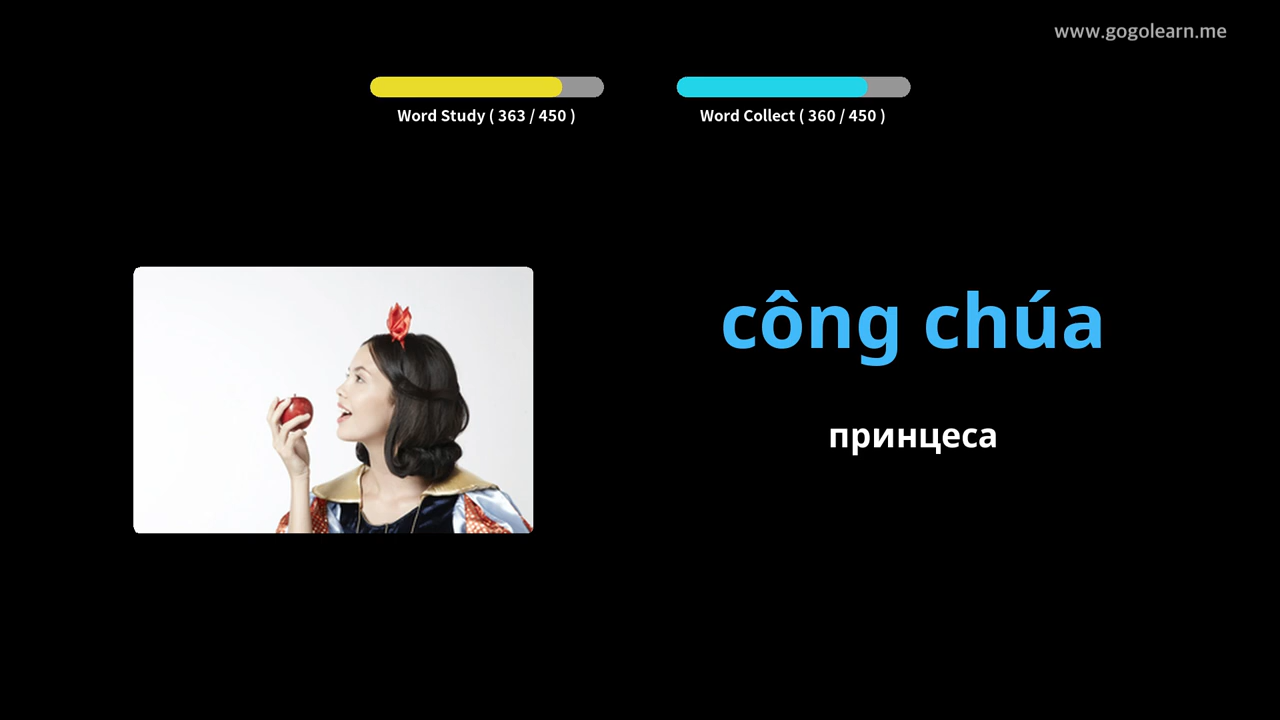 www.gogolearn.me
Word Study ( 363 / 450 )
Word Collect ( 360 / 450 )
công chúa
принцеса